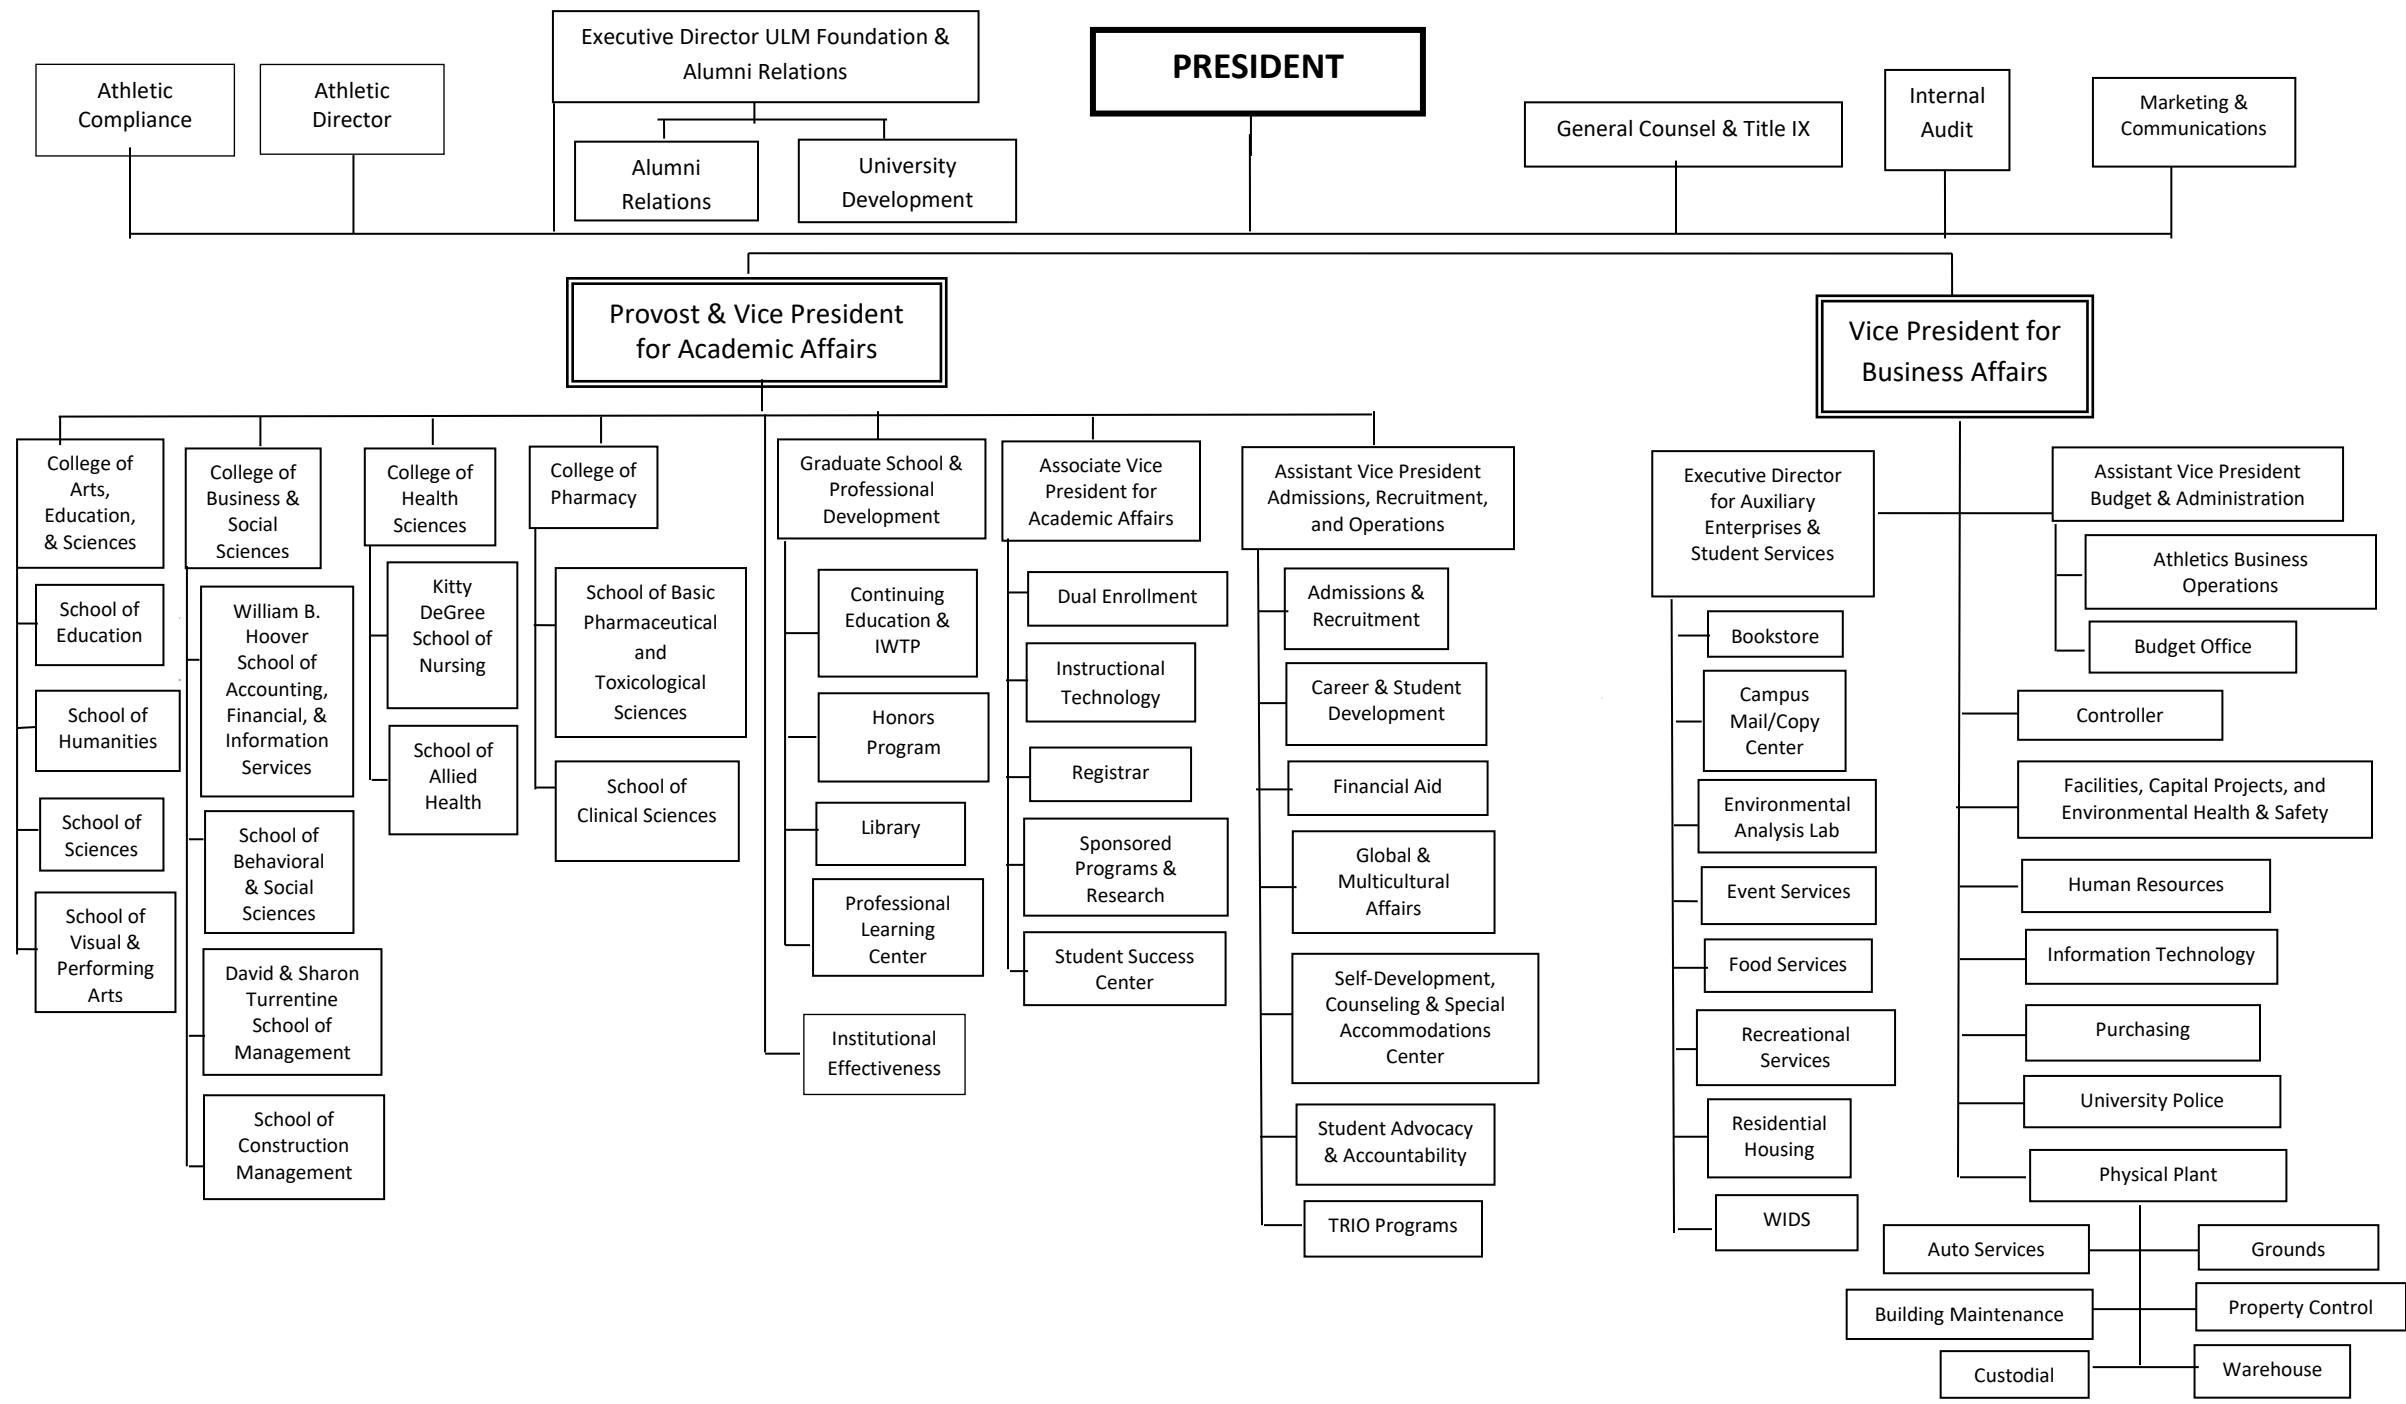 Athletic
Compliance
Athletic
Director
Executive Director ULM Foundation &
Alumni Relations
Alumni
Relations
University
Development
PRESIDENT
General Counsel & Title IX
Internal
Audit
Marketing &
Communications
Provost & Vice President
for Academic Affairs
Vice President for
Business Affairs
College of
Arts,
Education,
& Sciences
School of
Education
School of
Humanities
School of
Sciences
School of
Visual &
Performing
Arts
College of
Business &
Social
Sciences
William B.
Hoover
School of
Accounting,
Financial, &
Information
Services
School of
Behavioral
& Social
Sciences
David & Sharon
Turrentine
School of
Management
School of
Construction
Management
College of
Health
Sciences
Kitty
DeGree
School of
Nursing
School of
Allied
Health
College of
Pharmacy
School of Basic
Pharmaceutical
and
Toxicological
Sciences
School of
Clinical Sciences
Graduate School &
Professional
Development
Continuing
Education &
IWTP
Honors
Program
Library
Professional
Learning
Center
Institutional
Effectiveness
Associate Vice
President for
Academic Affairs
Dual Enrollment
Instructional
Technology
Registrar
Sponsored
Programs &
Research
Student Success
Center
Assistant Vice President
Admissions, Recruitment,
and Operations
Admissions &
Recruitment
Career & Student
Development
Financial Aid
Global &
Multicultural
Affairs
Self-Development,
Counseling & Special
Accommodations
Center
Student Advocacy
& Accountability
TRIO Programs
Executive Director
for Auxiliary
Enterprises &
Student Services
Bookstore
Campus
Mail/Copy
Center
Environmental
Analysis Lab
Event Services
Food Services
Recreational
Services
Residential
Housing
WIDS
Assistant Vice President
Budget & Administration
Athletics Business
Operations
Budget Office
Controller
Facilities, Capital Projects, and
Environmental Health & Safety
Human Resources
Information Technology
Purchasing
University Police
Physical Plant
Auto Services
Grounds
Building Maintenance
Property Control
Custodial
Warehouse